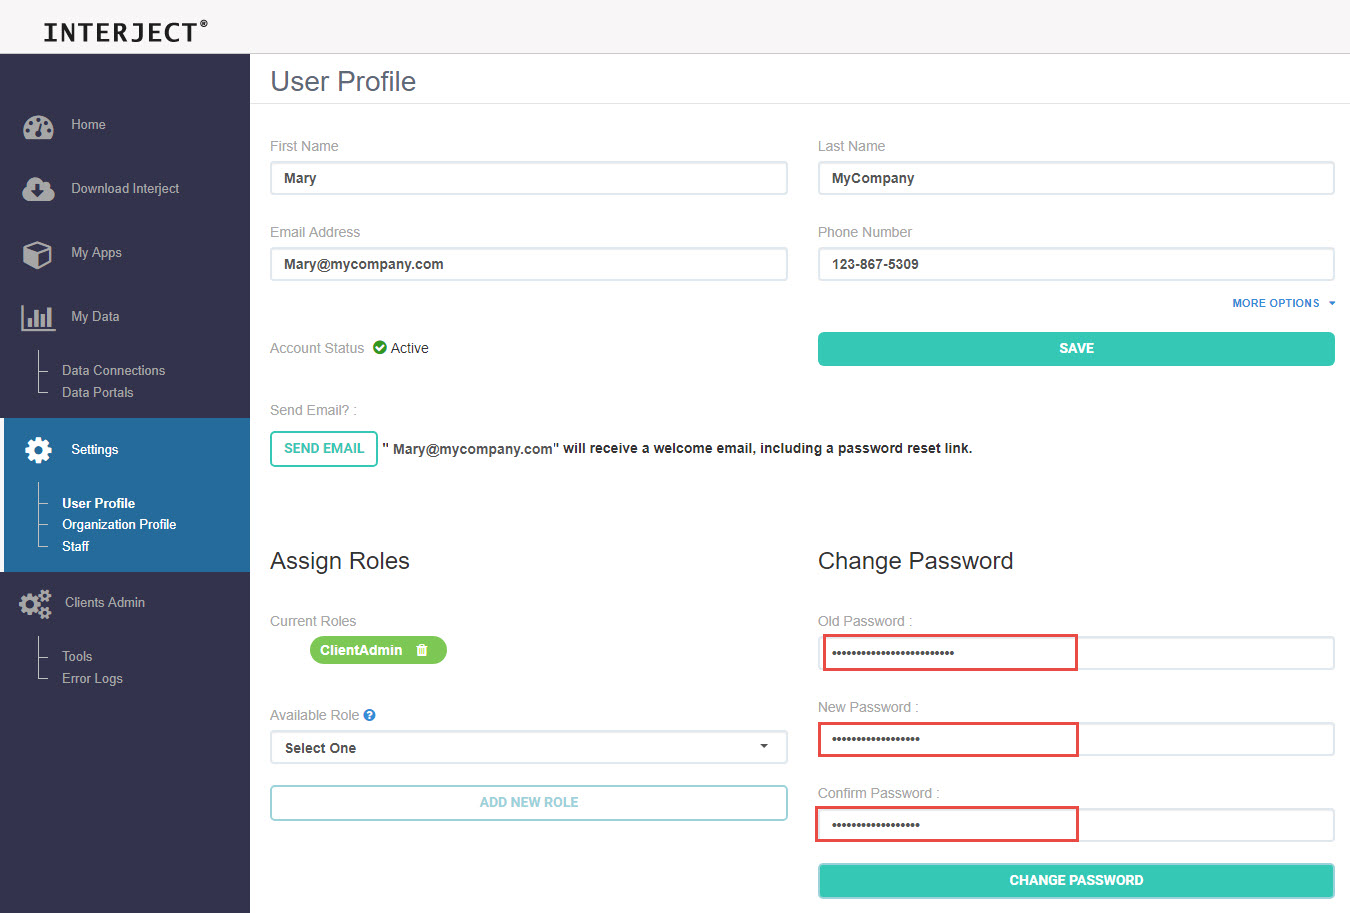 INTERJECT®
Home
Download Interject
My Apps
My Data
Data Connections
Data Portals
Settings
User Profile
Organization Profile
Staff
Clients Admin
Tools
Error Logs
User Profile
First Name
Mary
Last Name
MyCompany
Email Address
Mary@mycompany.com
Phone Number
123-867-5309
MORE OPTIONS
Account Status Active
SAVE
Send Email? :
SEND EMAIL " Mary@mycompany.com" will receive a welcome email, including a password reset link.
Assign Roles
Current Roles
ClientAdmin
Available Role ?
Select One
ADD NEW ROLE
Change Password
Old Password :
•••••••••••••••••••••••••
New Password :
••••••••••••••••••
Confirm Password :
••••••••••••••••••
CHANGE PASSWORD